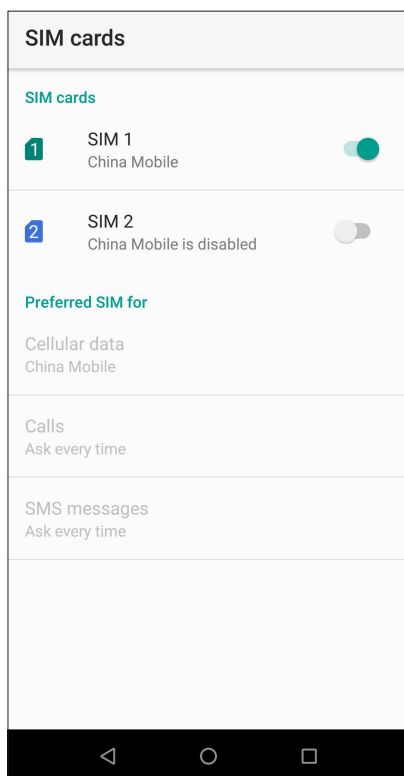 SIM cards
SIM cards
1
SIM 1
China Mobile
2
SIM 2
China Mobile is disabled
Preferred SIM for
Cellular data
China Mobile
Calls
Ask every time
SMS messages
Ask every time